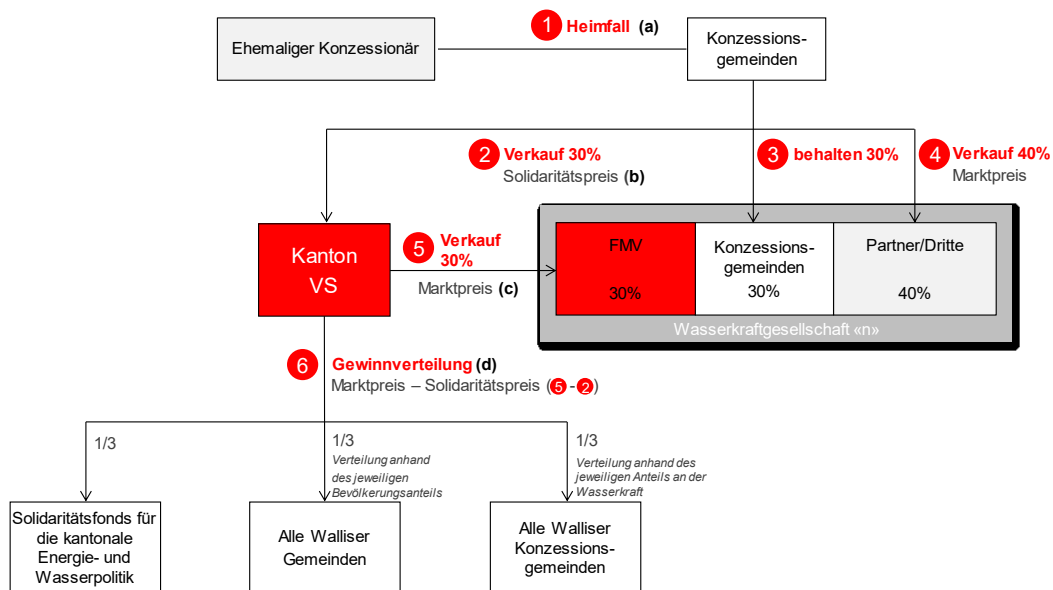 1 Heimfall (a)
Ehemaliger Konzessionär
Konzessions-
gemeinden
2 Verkauf 30%
Solidaritätspreis (b)
3 behalten 30%
4 Verkauf 40%
Marktpreis
Kanton
VS
5 Verkauf
30%
Marktpreis (c)
FMV
30%
Konzessions-
gemeinden
30%
Partner/Dritte
40%
Wasserkraftgesellschaft «n»
6 Gewinnverteilung (d)
Marktpreis – Solidaritätspreis (5 - 2)
1/3
1/3
Verteilung anhand
des jeweiligen
Bevölkerungsanteils
1/3
Verteilung anhand des
jeweiligen Anteils an der
Wasserkraft
Solidaritätsfonds für
die kantonale
Energie- und
Wasserpolitik
Alle Walliser
Gemeinden
Alle Walliser
Konzessions-
gemeinden